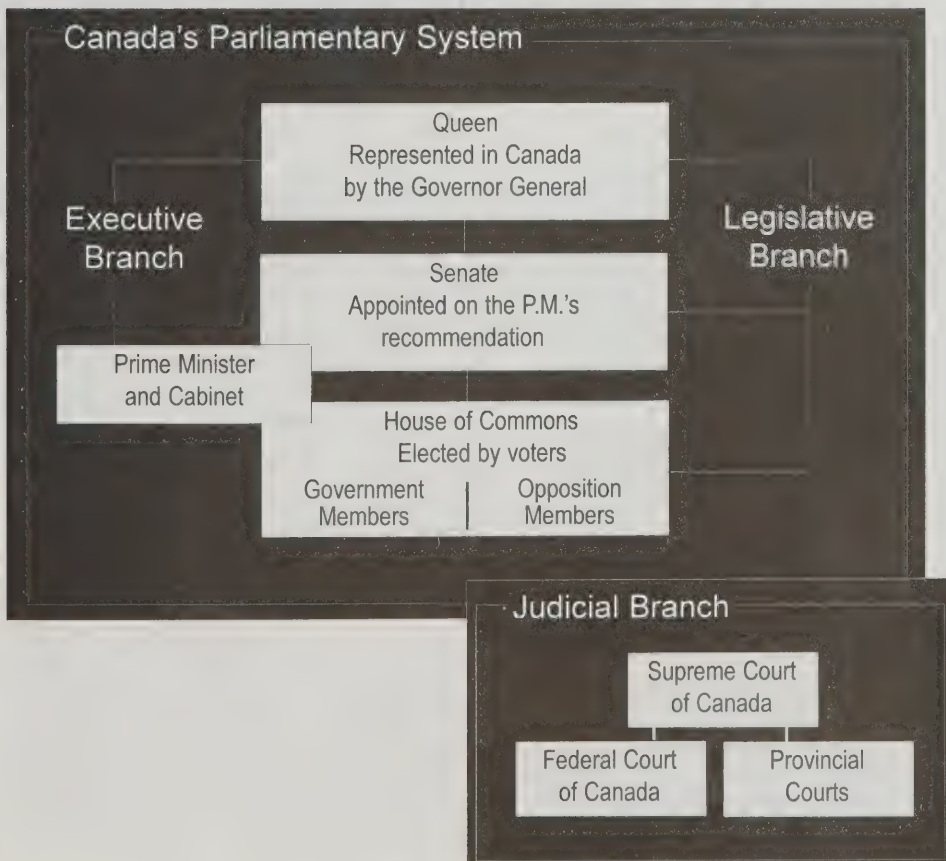 Canada's Parliamentary System
Queen
Represented in Canada
by the Governor General
Executive
Branch
Legislative
Branch
Senate
Appointed on the P.M.'s
recommendation
Prime Minister
and Cabinet
House of Commons
Elected by voters
Government
Members
Opposition
Members
Judicial Branch
Supreme Court
of Canada
Federal Court
of Canada
Provincial
Courts